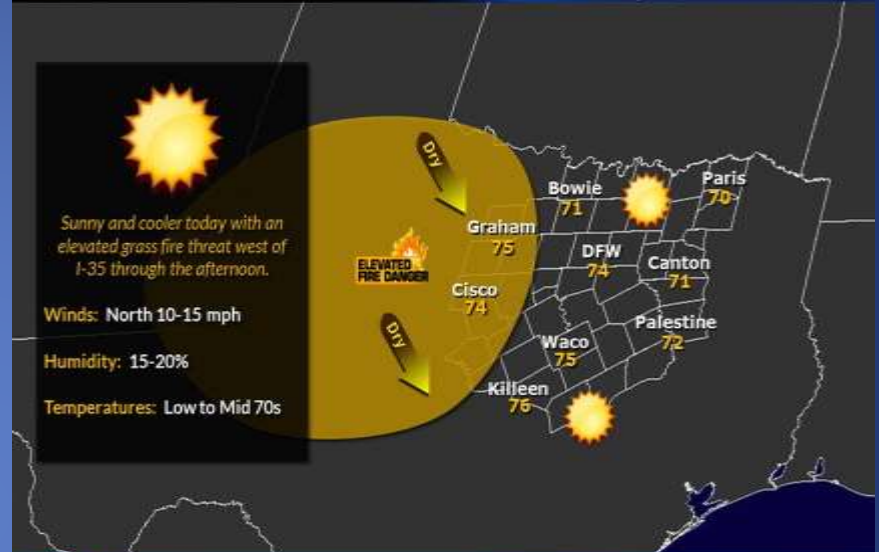 Sunny and cooler today with an
elevated grass fire threat west of
I-35 through the afternoon.
Winds: North 10-15 mph
Humidity: 15-20%
Temperatures: Low to Mid 70s
Dry
ELEVATED
FIRE DANGER
Dry
Bowie
71
Paris
70
Graham
75
DFW
74
Canton
71
Cisco
74
Palestine
72
Waco
75
Killeen
76